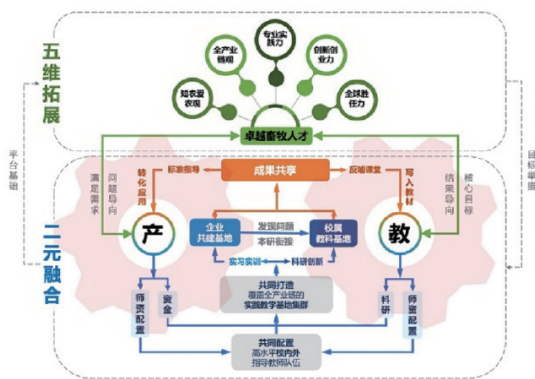 五维拓展
专业实
践力
全产业
链观
创新创
业力
知农爱
农观
全球胜
任力
卓越畜牧人才
平台基础
满足需求
问题导向
结果导向
核心目标
二元融合
转化应用
标准指导
成果共享
反哺课堂
写入教材
产
企业
共建基地
发现问题
本研衔接
校属
教科基地
教
实习实训
科研创新
共同打造
覆盖全产业链的
实践教学基地集群
师资配置
资金
科研
师资配置
共同配置
高水平校内外
指导教师队伍